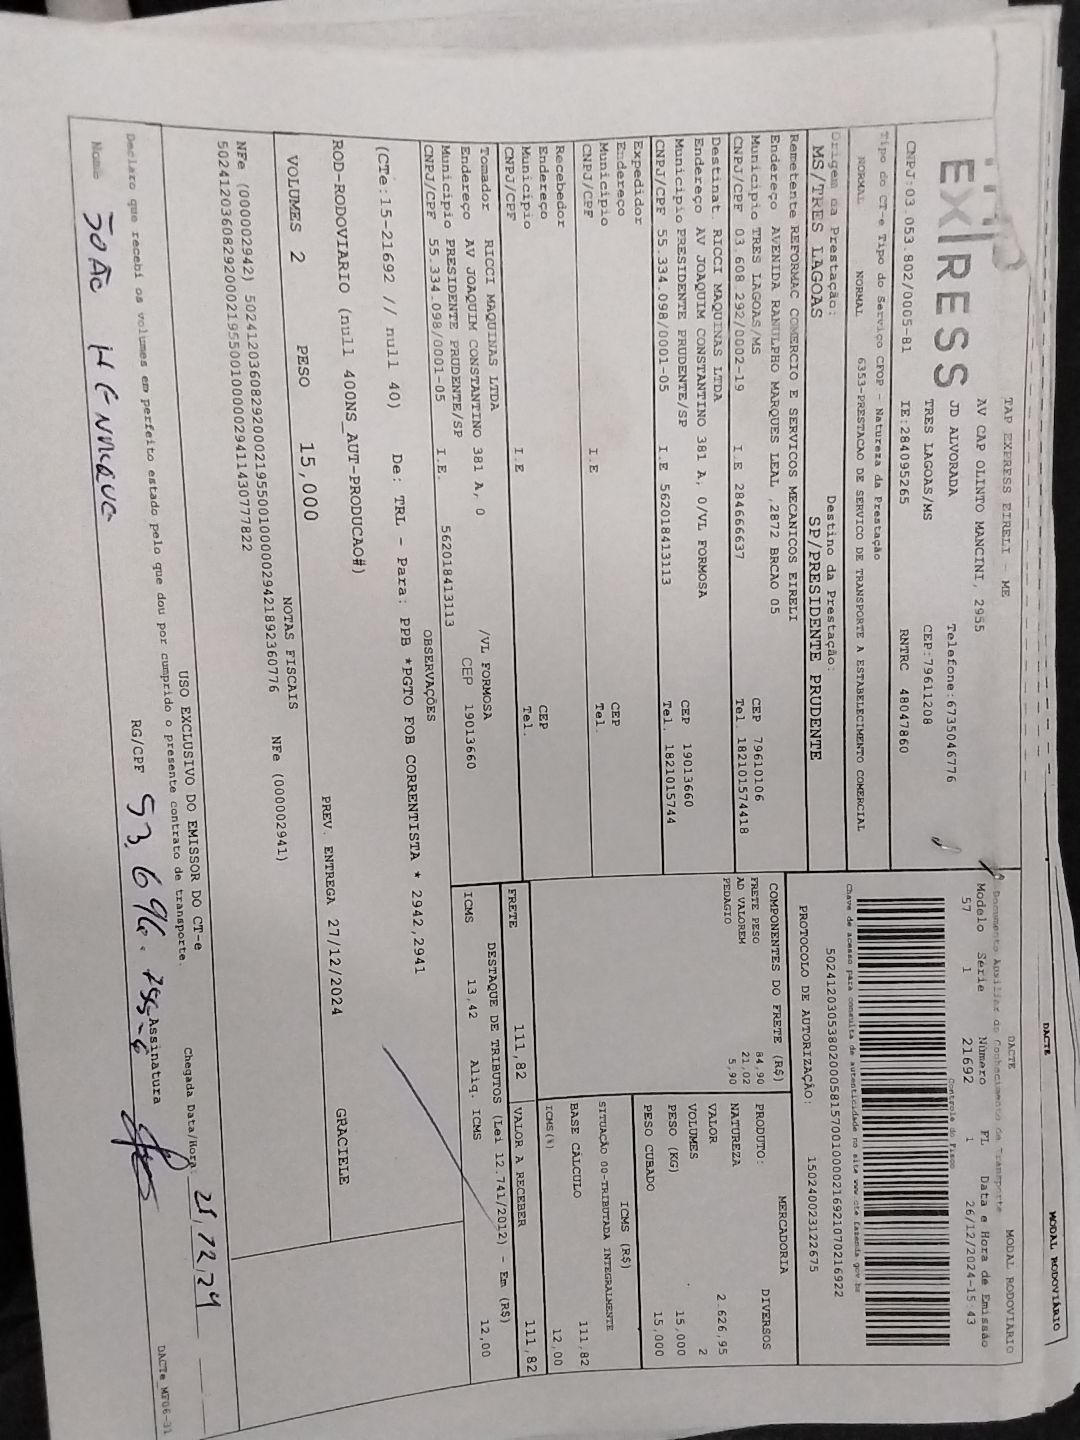 DACTE MODAL RODOVIÁRIO
TAP EXPRESS EIRELI - ME
AV CAP OLINTO MANCINI, 2955
JD ALVORADA Telefone:6735046776
TRES LAGOAS/MS CEP:79611208
CNPJ:03.053.802/0005-81 IE:284095265 RNTRC 48047860
EX RESS
DACTE MODAL RODOVIARIO
Documento Auxiliar do Conhecimento de Transporte
Modelo Série Número Fl Data e Hora de Emissão
57 1 21692 1 26/12/2024-15:43
Controle do Fisco
Tipo do CT-e Tipo do Serviço CFOP - Natureza da Prestação
NORMAL NORMAL 6353-PRESTACAO DE SERVICO DE TRANSPORTE A ESTABELECIMENTO COMERCIAL
Chave de acesso para consulta de autenticidade no site www.cte.fazenda.gov.br
50241203053802000581570010000216921070216922
PROTOCOLO DE AUTORIZAÇÃO: 150240023122675
Origem da Prestação: Destino da Prestação:
MS/TRES LAGOAS SP/PRESIDENTE PRUDENTE
Remetente REFORMAC COMERCIO E SERVICOS MECANICOS EIRELI
Endereço AVENIDA RANULPHO MARQUES LEAL ,2872 BRCAO 05
Municipio TRES LAGOAS/MS CEP 79610106
CNPJ/CPF 03.608.292/0002-19 I.E 284666637 Tel. 182101574418
Destinat. RICCI MAQUINAS LTDA
Endereço AV JOAQUIM CONSTANTINO 381 A, 0/VL FORMOSA
Municipio PRESIDENTE PRUDENTE/SP CEP 19013660
CNPJ/CPF 55.334.098/0001-05 I.E 562018413113 Tel. 1821015744
Expedidor
Endereço
Municipio CEP
CNPJ/CPF I.E Tel.
Recebedor
Endereço
Municipio CEP
CNPJ/CPF I.E Tel.
Tomador RICCI MAQUINAS LTDA
Endereço AV JOAQUIM CONSTANTINO 381 A, 0 /VL FORMOSA
Municipio PRESIDENTE PRUDENTE/SP CEP 19013660
CNPJ/CPF 55.334.098/0001-05 I.E. 562018413113
COMPONENTES DO FRETE (R$)
FRETE PESO 84,90
AD VALOREM 21,02
PEDAGIO 5,90
MERCADORIA
PRODUTO: DIVERSOS
NATUREZA
VALOR 2.626,95
VOLUMES 2
PESO (KG) 15,000
PESO CUBADO 15,000
ICMS (R$)
SITUAÇÃO 00-TRIBUTADA INTEGRALMENTE
BASE CÁLCULO 111,82
ICMS(%) 12,00
FRETE 111,82 VALOR A RECEBER 111,82
DESTAQUE DE TRIBUTOS (Lei 12.741/2012) - Em (R$)
ICMS 13,42 Aliq. ICMS 12,00
OBSERVAÇÕES
(CTe:15-21692 // null 40) De: TRL - Para: PPB *PGTO FOB CORRENTISTA * 2942,2941
ROD-RODOVIARIO (null 400NS_AUT-PRODUCAO#)
PREV. ENTREGA 27/12/2024 GRACIELE
VOLUMES 2 PESO 15,000
NOTAS FISCAIS
NFe (000002942) 50241203608292000219550010000029421892360776 NFe (000002941)
50241203608292000219550010000029411430777822
USO EXCLUSIVO DO EMISSOR DO CT-e
Declaro que recebi os volumes em perfeito estado pelo que dou por cumprido o presente contrato de transporte.
Chegada Data/Hora
Nome JOÃO HENRIQUE RG/CPF Assinatura
DACTe_MF06-31